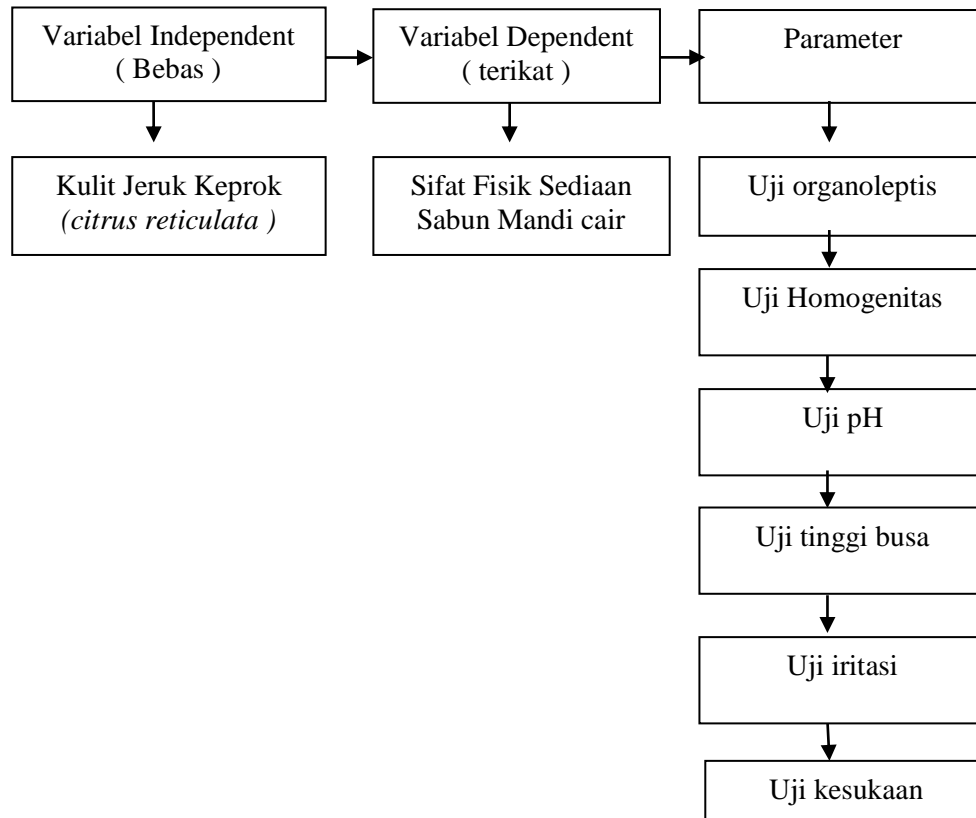 Variabel Independent
( Bebas )
Variabel Dependent
( terikat )
Parameter
Kulit Jeruk Keprok
(citrus reticulata )
Sifat Fisik Sediaan
Sabun Mandi cair
Uji organoleptis
Uji Homogenitas
Uji pH
Uji tinggi busa
Uji iritasi
Uji kesukaan